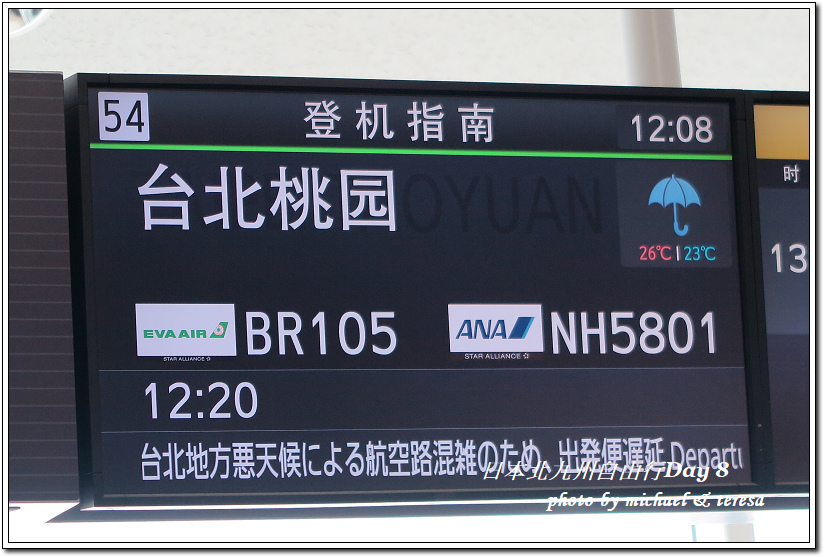 54 登机指南 12:08
时
台北桃园 OYUAN
26℃ | 23℃
13
EVA AIR BR105 ANA NH5801
STAR ALLIANCE STAR ALLIANCE
12:20
台北地方悪天候による航空路混雑のため、出発便遅延 Departu
日本北九州自由行Day 8
photo by michael & teresa